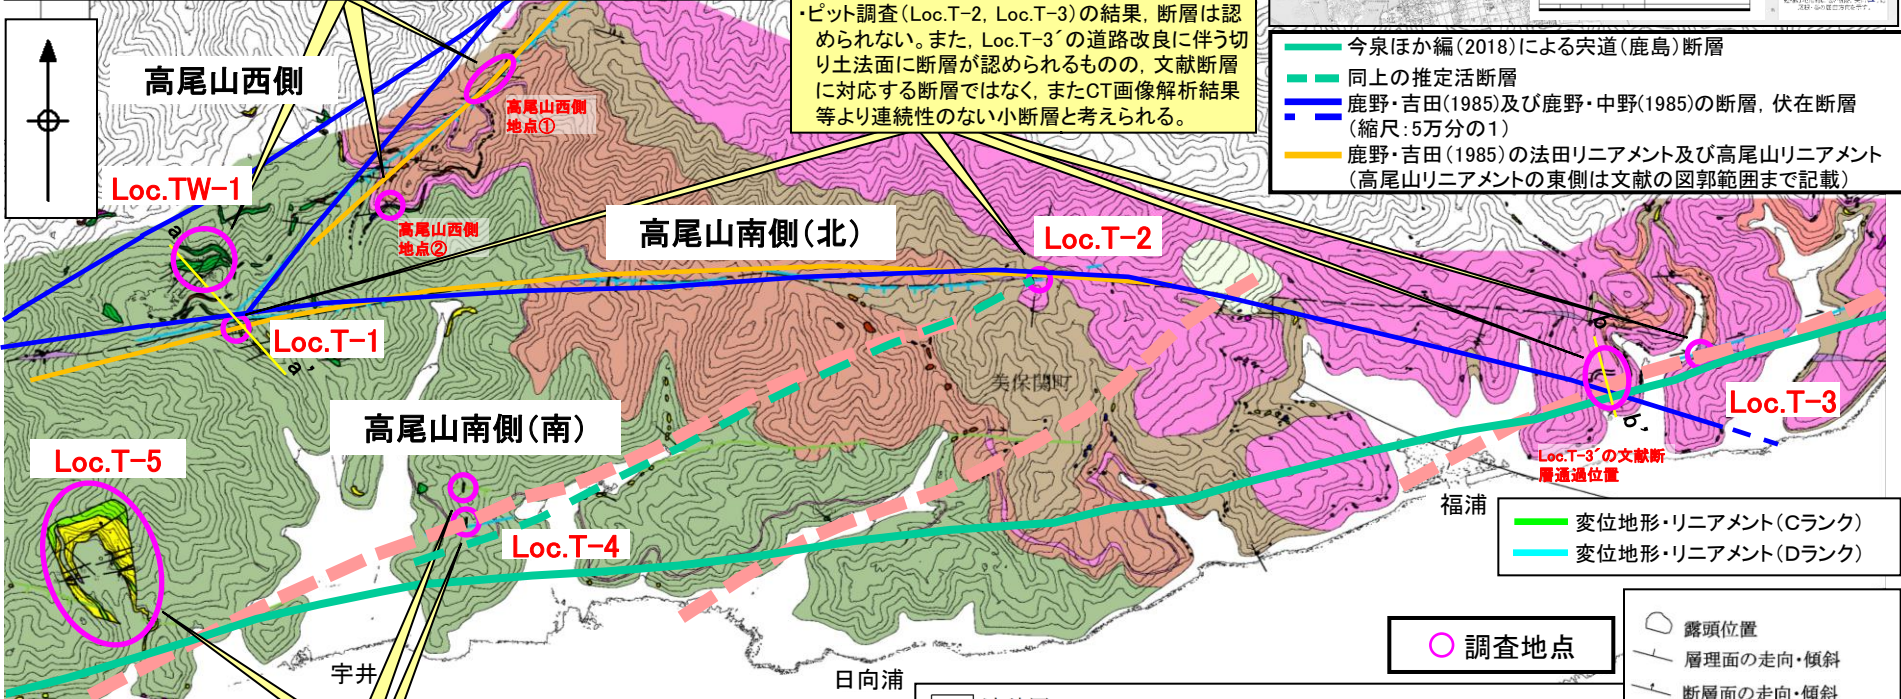 ・ピット調査(Loc.T-2, Loc.T-3)の結果, 断層は認
められない。また, Loc.T-3´の道路改良に伴う切
り土法面に断層が認められるものの, 文献断層
に対応する断層ではなく, またCT画像解析結果
等より連続性のない小断層と考えられる。
今泉ほか編(2018)による宍道(鹿島)断層
同上の推定活断層
鹿野・吉田(1985)及び鹿野・中野(1985)の断層, 伏在断層
(縮尺:5万分の1)
鹿野・吉田(1985)の法田リニアメント及び高尾山リニアメント
(高尾山リニアメントの東側は文献の図郭範囲まで記載)
高尾山西側
高尾山西側
地点①
Loc.TW-1
高尾山西側
地点②
高尾山南側(北)
Loc.T-2
a
Loc.T-1
a'
b
美保関町
Loc.T-3
高尾山南側(南)
b'
Loc.T-5
Loc.T-3´の文献断
層通過位置
福浦
Loc.T-4
変位地形・リニアメント(Cランク)
変位地形・リニアメント(Dランク)
調査地点
露頭位置
層理面の走向・傾斜
断層面の走向・傾斜
宇井
日向浦